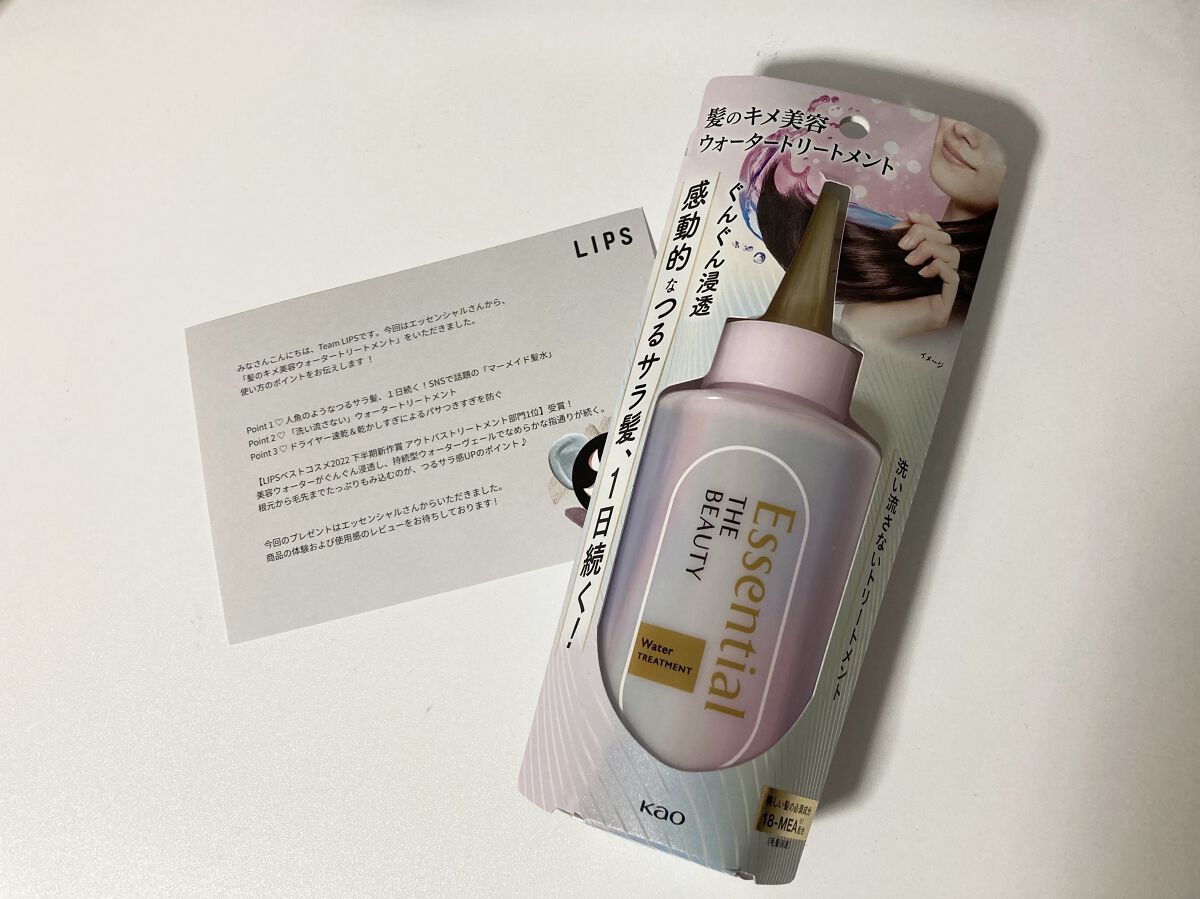 LIPS
みなさんこんにちは、Team LIPSです。今回はエッセンシャルさんから、
「髪のキメ美容ウォータートリートメント」をいただきました。
使い方のポイントをお伝えします！
Point 1 ♡ 人魚のようなつるサラ髪、1日続く！SNSで話題の「マーメイド髪水」
Point 2 ♡ 「洗い流さない」ウォータートリートメント
Point 3 ♡ ドライヤー速乾＆乾かしすぎによるパサつきすぎを防ぐ
【LIPSベストコスメ2022 下半期新作賞 アウトバストリートメント部門1位】受賞！
美容ウォーターがぐんぐん浸透し、持続型ウォーターヴェールでなめらかな指通りが続く。
根元から毛先までたっぷりもみ込むのが、つるサラ感UPのポイント♪
今回のプレゼントはエッセンシャルさんからいただきました。
商品の体験および使用感のレビューをお待ちしております！
髪のキメ美容
ウォータートリートメント
ぐんぐん浸透
感動的なつるサラ髪、1日続く！
イメージ
洗い流さないトリートメント
Essential
THE
BEAUTY
Water
TREATMENT
Kao
美しい髪の必須成分
18-MEA※1配合
(毛髪保護)